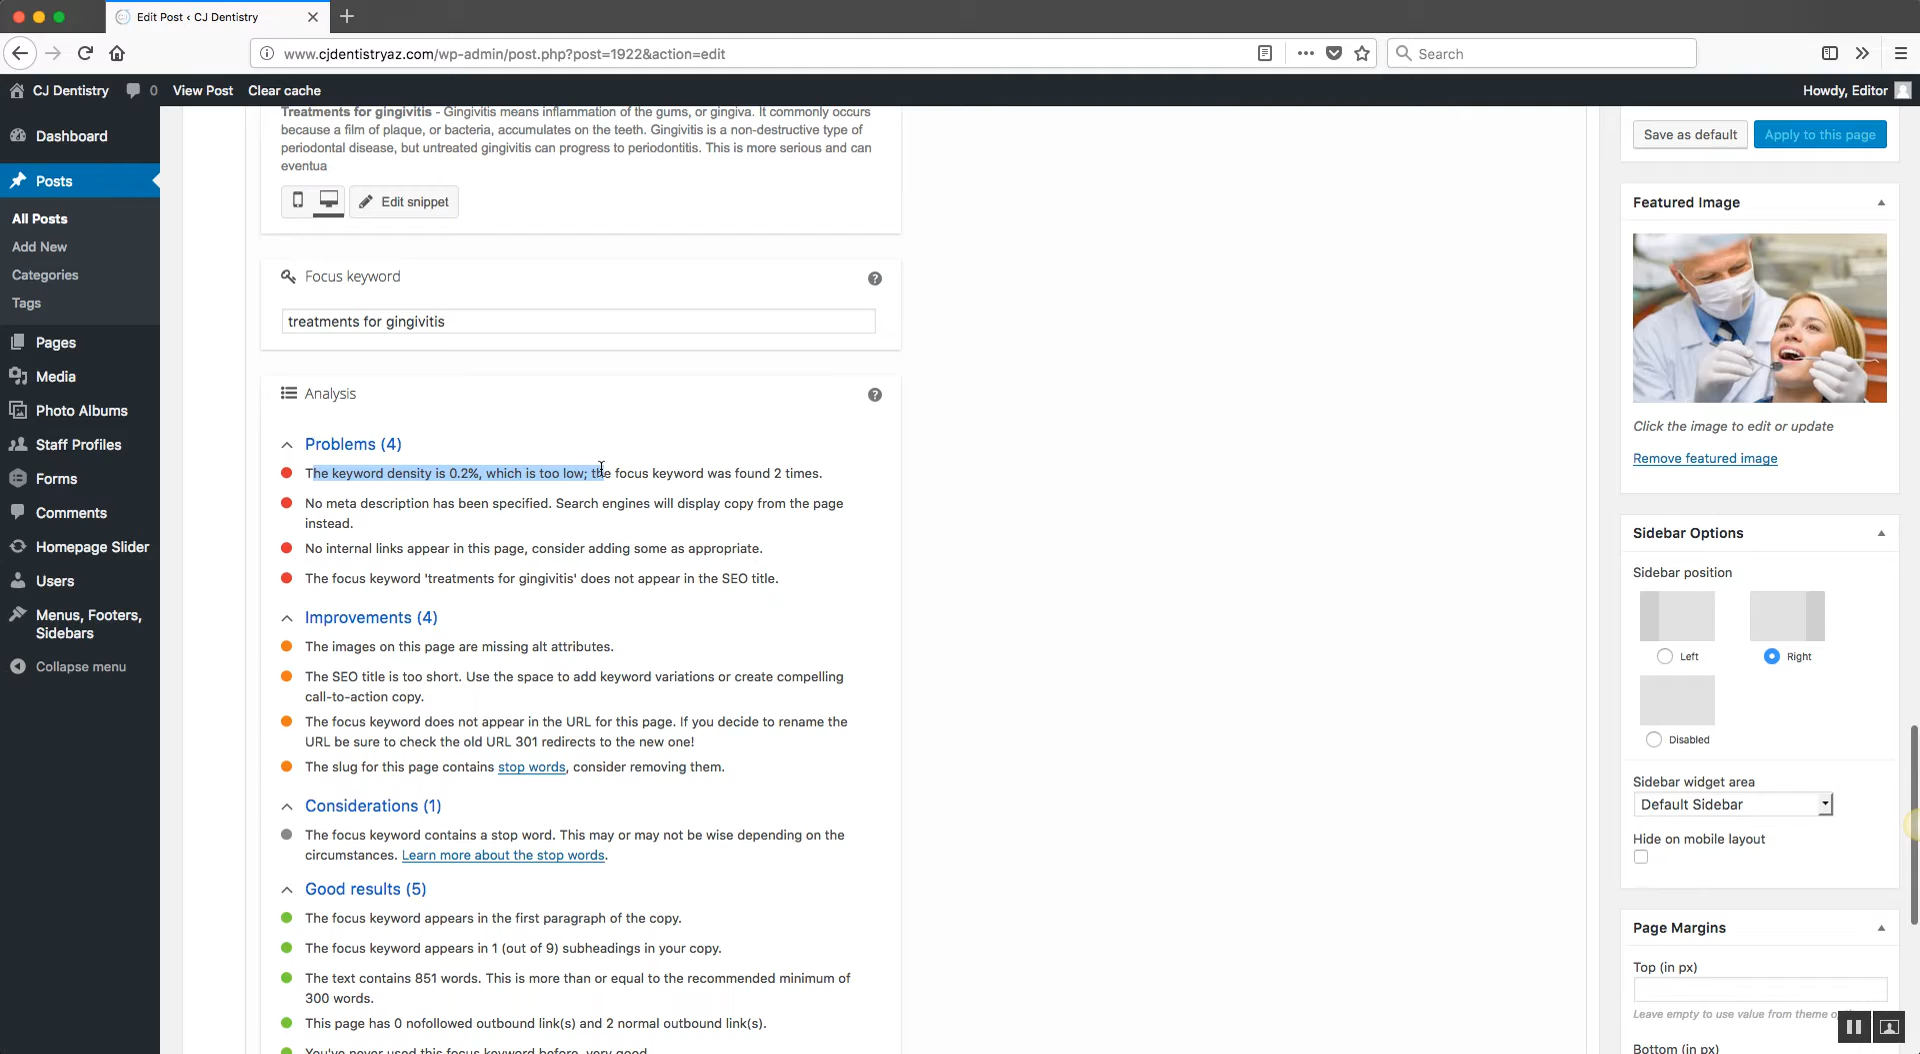 Edit Post ‹ CJ Dentistry
www.cjdentistryaz.com/wp-admin/post.php?post=1922&action=edit
Search
CJ Dentistry
0
View Post
Clear cache
Howdy, Editor
Dashboard
Posts
All Posts
Add New
Categories
Tags
Pages
Media
Photo Albums
Staff Profiles
Forms
Comments
Homepage Slider
Users
Menus, Footers,
Sidebars
Collapse menu
Treatments for gingivitis - Gingivitis means inflammation of the gums, or gingiva. It commonly occurs
because a film of plaque, or bacteria, accumulates on the teeth. Gingivitis is a non-destructive type of
periodontal disease, but untreated gingivitis can progress to periodontitis. This is more serious and can
eventua
Edit snippet
Focus keyword
treatments for gingivitis
Analysis
Problems (4)
The keyword density is 0.2%, which is too low; the focus keyword was found 2 times.
No meta description has been specified. Search engines will display copy from the page
instead.
No internal links appear in this page, consider adding some as appropriate.
The focus keyword 'treatments for gingivitis' does not appear in the SEO title.
Improvements (4)
The images on this page are missing alt attributes.
The SEO title is too short. Use the space to add keyword variations or create compelling
call-to-action copy.
The focus keyword does not appear in the URL for this page. If you decide to rename the
URL be sure to check the old URL 301 redirects to the new one!
The slug for this page contains stop words, consider removing them.
Considerations (1)
The focus keyword contains a stop word. This may or may not be wise depending on the
circumstances. Learn more about the stop words.
Good results (5)
The focus keyword appears in the first paragraph of the copy.
The focus keyword appears in 1 (out of 9) subheadings in your copy.
The text contains 851 words. This is more than or equal to the recommended minimum of
300 words.
This page has 0 nofollowed outbound link(s) and 2 normal outbound link(s).
You've never used this focus keyword before, very good.
Save as default
Apply to this page
Featured Image
Click the image to edit or update
Remove featured image
Sidebar Options
Sidebar position
Left
Right
Disabled
Sidebar widget area
Default Sidebar
Hide on mobile layout
Page Margins
Top (in px)
Leave empty to use value from theme
Bottom (in px)